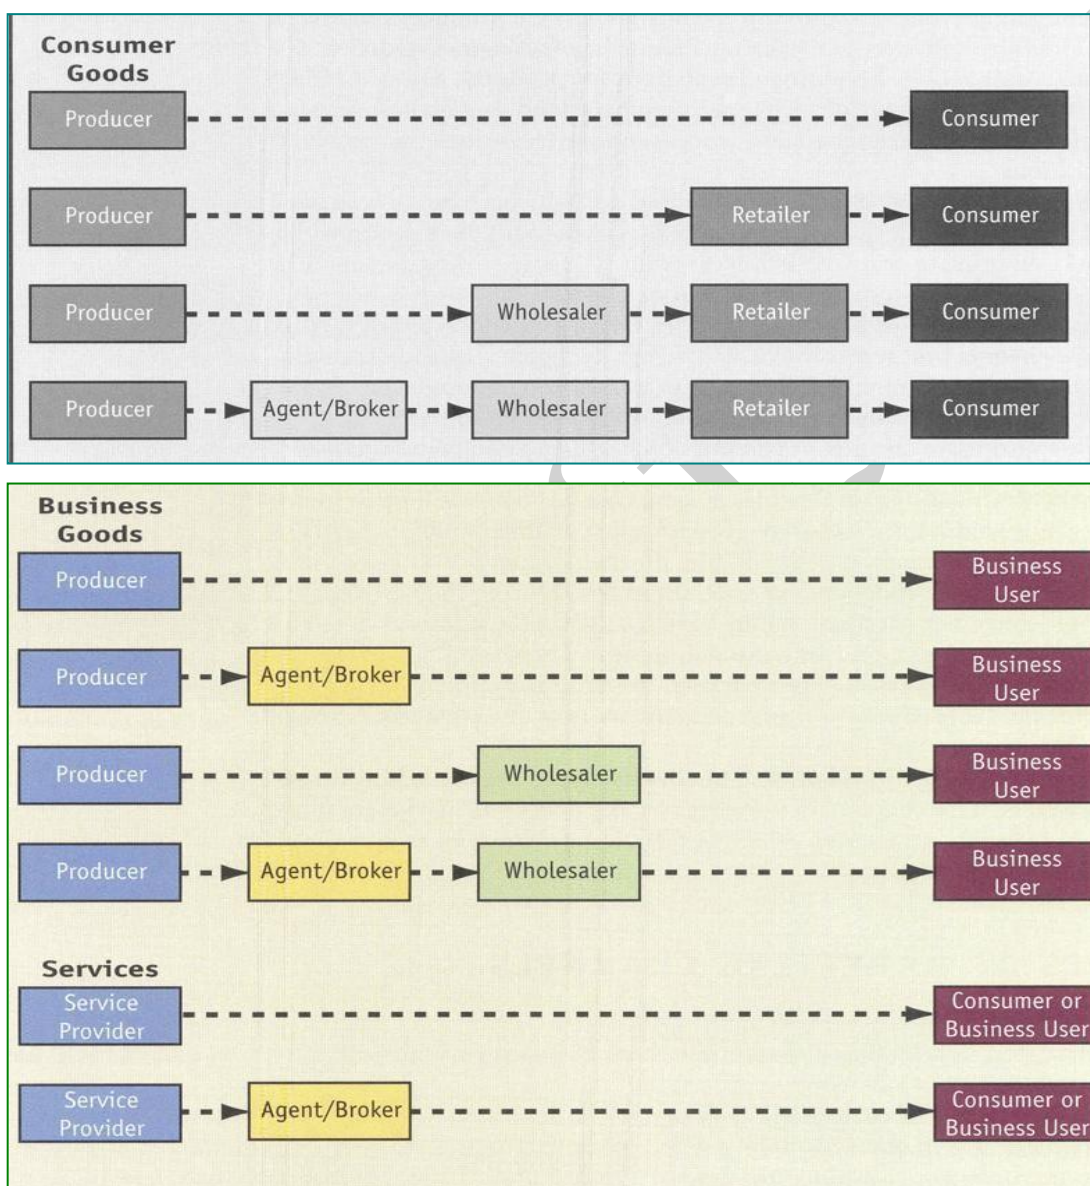 Consumer
Goods
Producer
Consumer
Producer
Retailer
Consumer
Producer
Wholesaler
Retailer
Consumer
Producer
Agent/Broker
Wholesaler
Retailer
Consumer
Business
Goods
Producer
Business
User
Producer
Agent/Broker
Business
User
Producer
Wholesaler
Business
User
Producer
Agent/Broker
Wholesaler
Business
User
Services
Service
Provider
Consumer or
Business User
Service
Provider
Agent/Broker
Consumer or
Business User